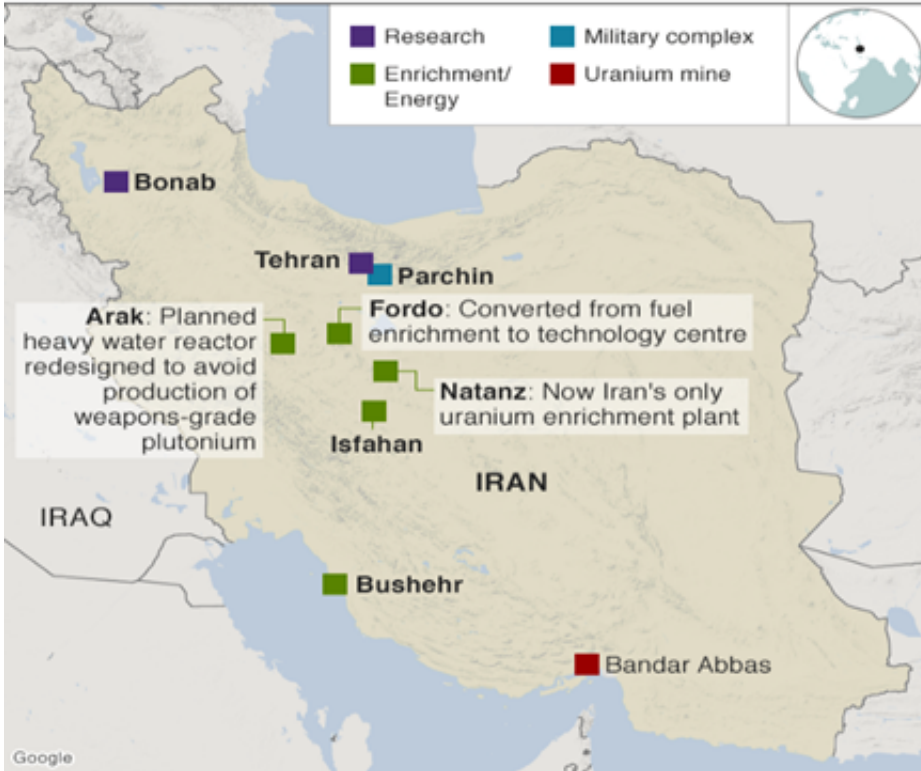 Research
Military complex
Enrichment/
Energy
Uranium mine
Bonab
Tehran
Parchin
Arak: Planned
heavy water reactor
redesigned to avoid
production of
weapons-grade
plutonium
Fordo: Converted from fuel
enrichment to technology centre
Natanz: Now Iran's only
uranium enrichment plant
Isfahan
IRAN
IRAQ
Bushehr
Bandar Abbas
Google